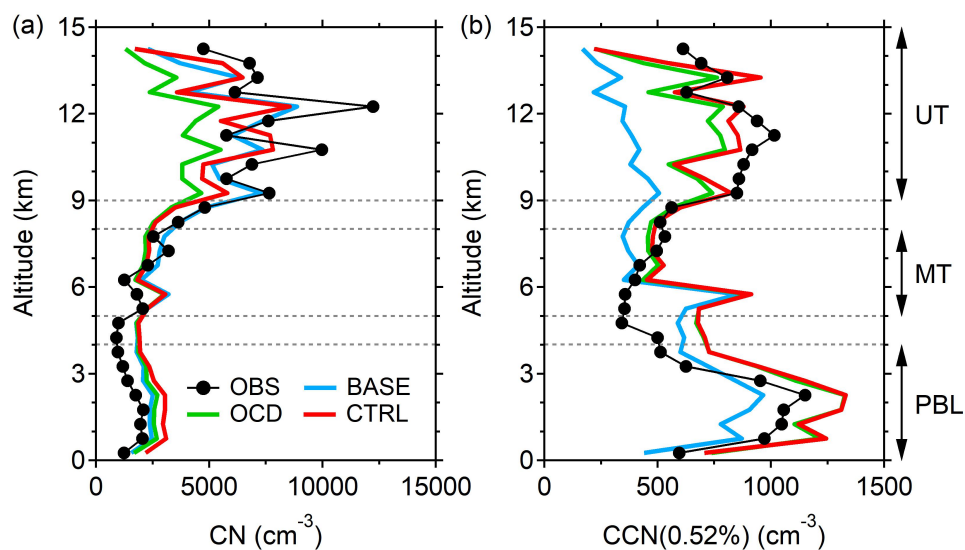 (a)
(b)
15
12
9
6
3
0
Altitude (km)
OBS
BASE
OCD
CTRL
0
5000
10000
15000
CN (cm⁻³)
15
12
9
6
3
0
Altitude (km)
0
500
1000
1500
CCN(0.52%) (cm⁻³)
UT
MT
PBL